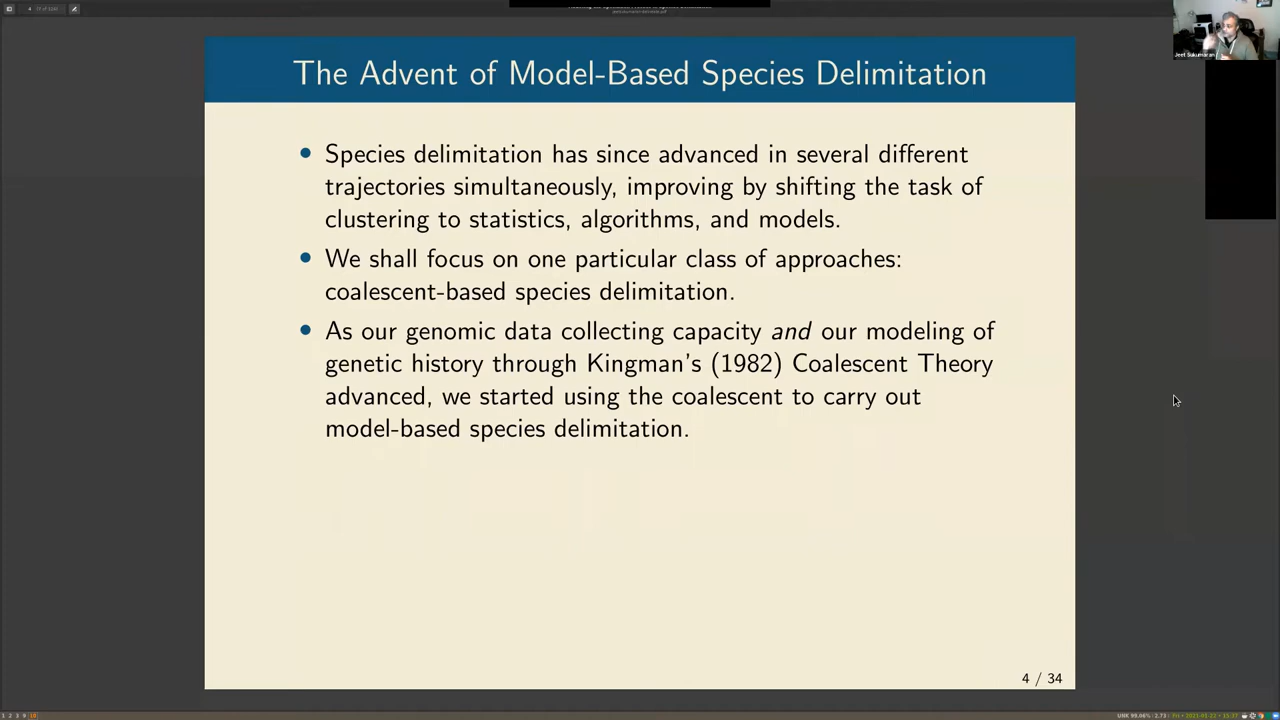 The Advent of Model-Based Species Delimitation
Species delimitation has since advanced in several different
trajectories simultaneously, improving by shifting the task of
clustering to statistics, algorithms, and models.
We shall focus on one particular class of approaches:
coalescent-based species delimitation.
As our genomic data collecting capacity and our modeling of
genetic history through Kingman's (1982) Coalescent Theory
advanced, we started using the coalescent to carry out
model-based species delimitation.
4 / 34
Jeet Sukumaran